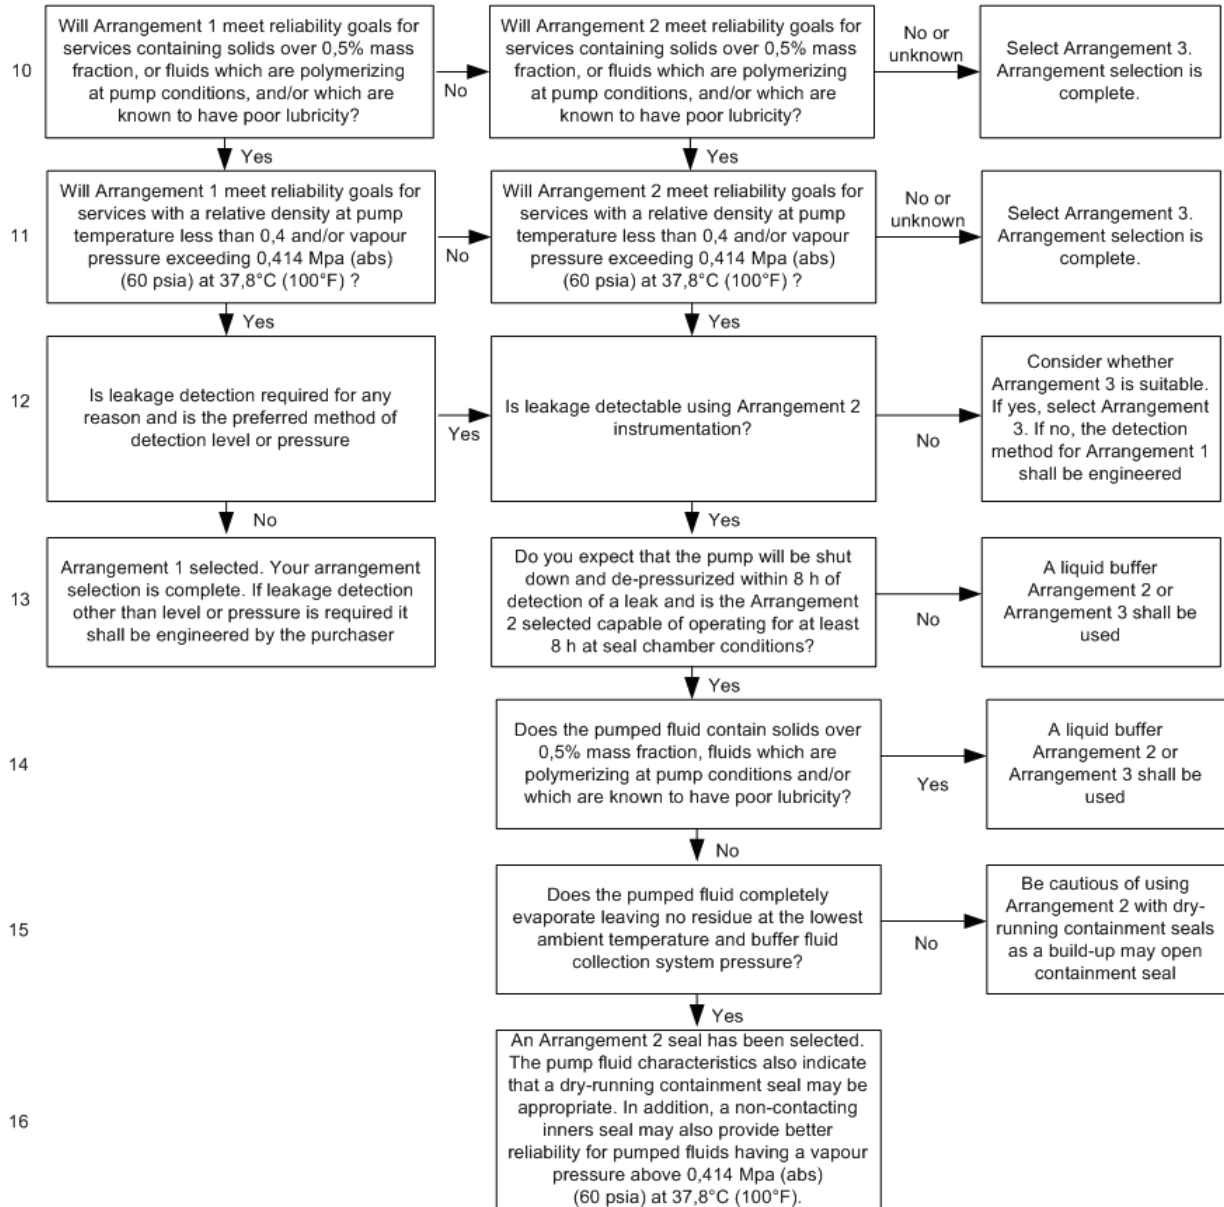 10
Will Arrangement 1 meet reliability goals for
services containing solids over 0,5% mass
fraction, or fluids which are polymerizing
at pump conditions, and/or which are
known to have poor lubricity?
No
Will Arrangement 2 meet reliability goals for
services containing solids over 0,5% mass
fraction, or fluids which are polymerizing
at pump conditions, and/or which are
known to have poor lubricity?
No or
unknown
Select Arrangement 3.
Arrangement selection is
complete.
Yes
Yes
11
Will Arrangement 1 meet reliability goals for
services with a relative density at pump
temperature less than 0,4 and/or vapour
pressure exceeding 0,414 Mpa (abs)
(60 psia) at 37,8°C (100°F) ?
No
Will Arrangement 2 meet reliability goals for
services with a relative density at pump
temperature less than 0,4 and/or vapour
pressure exceeding 0,414 Mpa (abs)
(60 psia) at 37,8°C (100°F) ?
No or
unknown
Select Arrangement 3.
Arrangement selection is
complete.
Yes
Yes
12
Is leakage detection required for any
reason and is the preferred method of
detection level or pressure
Yes
Is leakage detectable using Arrangement 2
instrumentation?
No
Consider whether
Arrangement 3 is suitable.
If yes, select Arrangement
3. If no, the detection
method for Arrangement 1
shall be engineered
No
Yes
13
Arrangement 1 selected. Your arrangement
selection is complete. If leakage detection
other than level or pressure is required it
shall be engineered by the purchaser
Do you expect that the pump will be shut
down and de-pressurized within 8 h of
detection of a leak and is the Arrangement
2 selected capable of operating for at least
8 h at seal chamber conditions?
No
A liquid buffer
Arrangement 2 or
Arrangement 3 shall be
used
Yes
14
Does the pumped fluid contain solids over
0,5% mass fraction, fluids which are
polymerizing at pump conditions and/or
which are known to have poor lubricity?
Yes
A liquid buffer
Arrangement 2 or
Arrangement 3 shall be
used
No
15
Does the pumped fluid completely
evaporate leaving no residue at the lowest
ambient temperature and buffer fluid
collection system pressure?
No
Be cautious of using
Arrangement 2 with dry-
running containment seals
as a build-up may open
containment seal
Yes
16
An Arrangement 2 seal has been selected.
The pump fluid characteristics also indicate
that a dry-running containment seal may be
appropriate. In addition, a non-contacting
inners seal may also provide better
reliability for pumped fluids having a vapour
pressure above 0,414 Mpa (abs)
(60 psia) at 37,8°C (100°F).